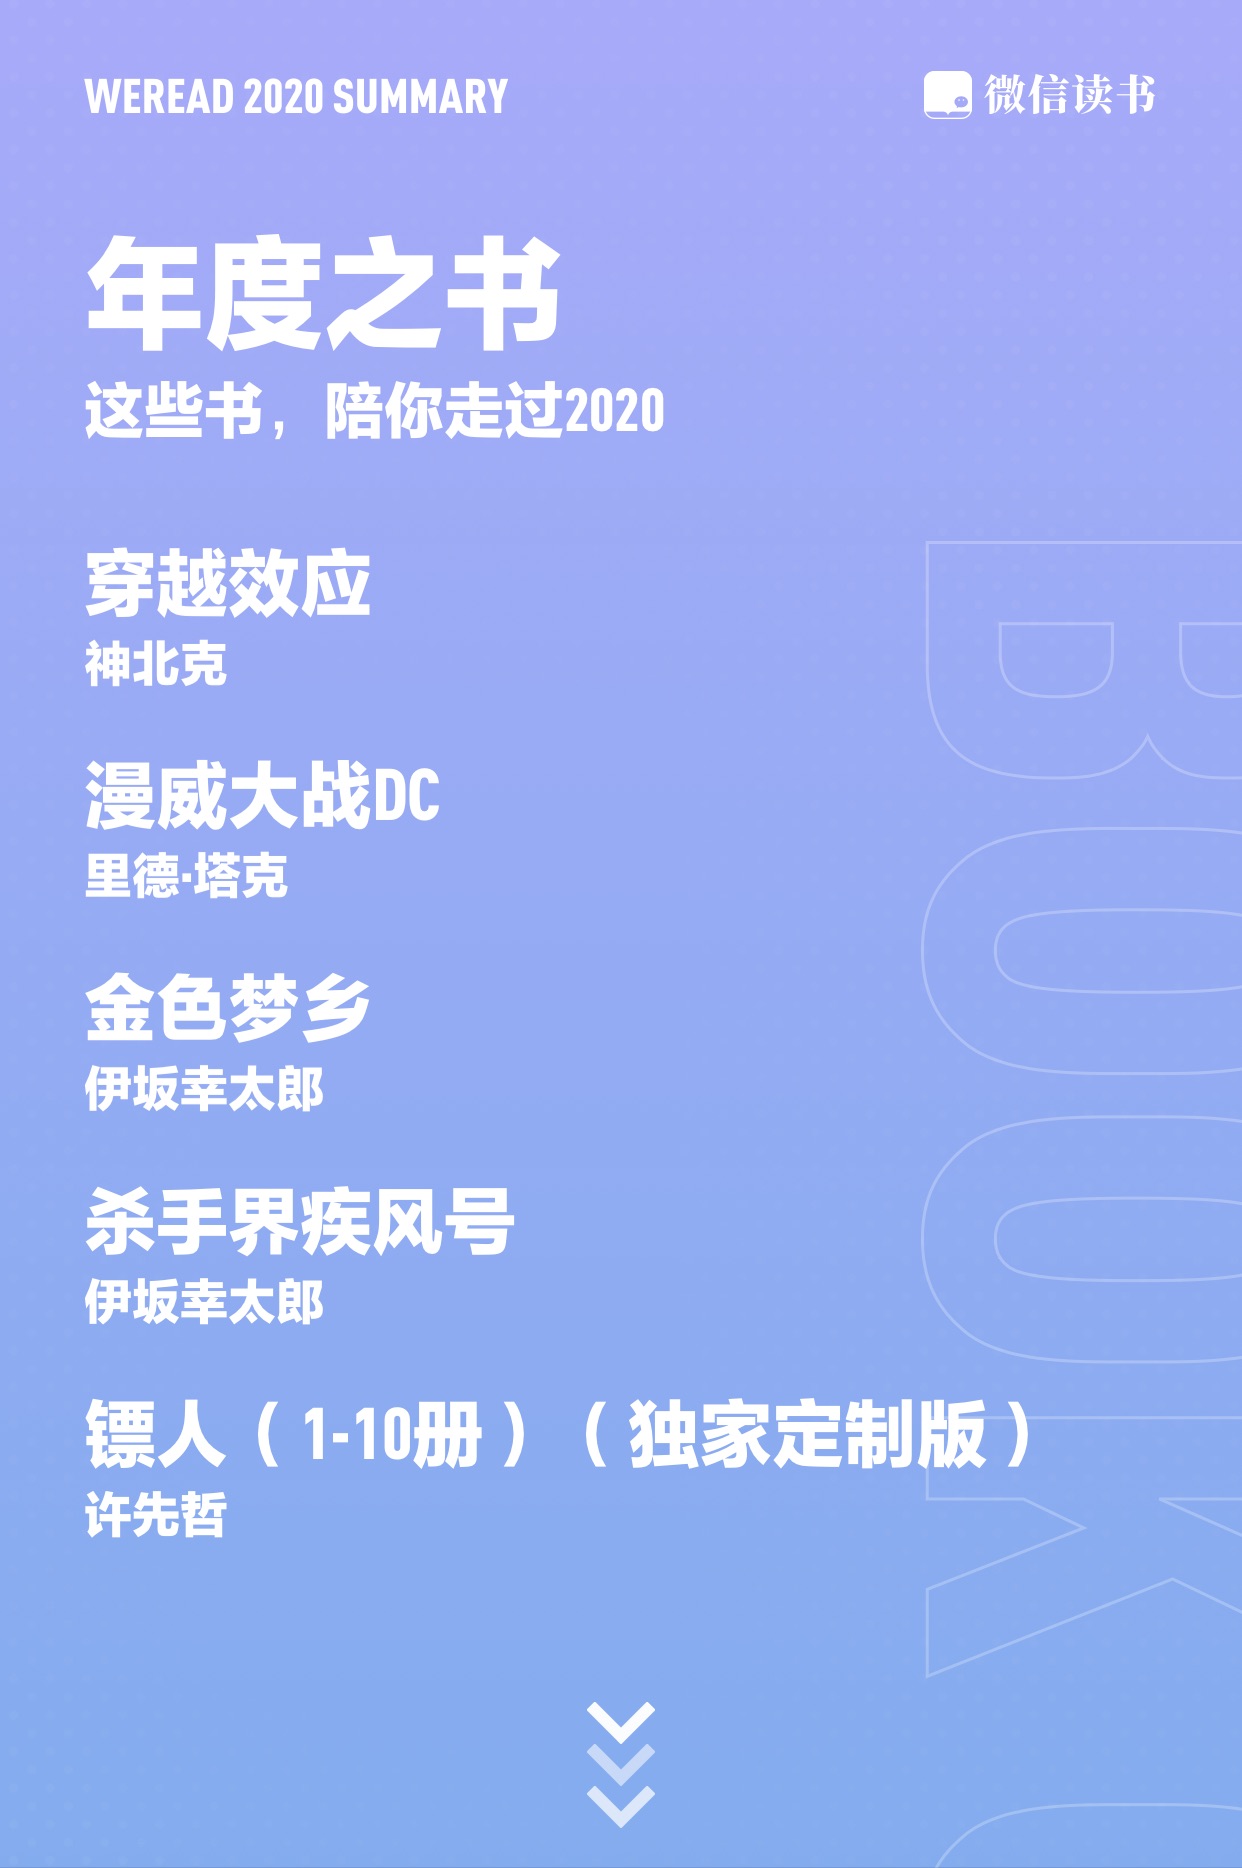 WEREAD 2020 SUMMARY
微信读书
年度之书
这些书，陪你走过2020
穿越效应
神北克
漫威大战DC
里德·塔克
金色梦乡
伊坂幸太郎
杀手界疾风号
伊坂幸太郎
镖人（1-10册）（独家定制版）
许先哲
BOOK